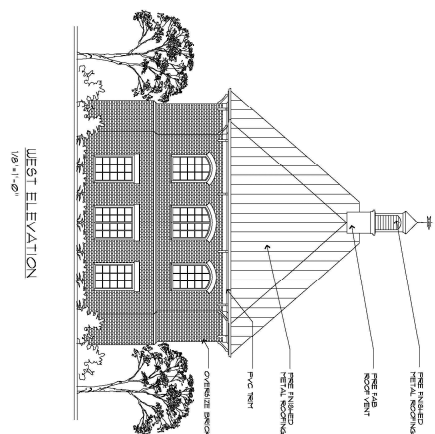 PRE FINISHED
METAL ROOFING
PRE FAB
ROOF VENT
PRE FINISHED
METAL ROOFING
PVC TRIM
OVERSIZE BRICK
WEST ELEVATION
1/8"=1'-0"